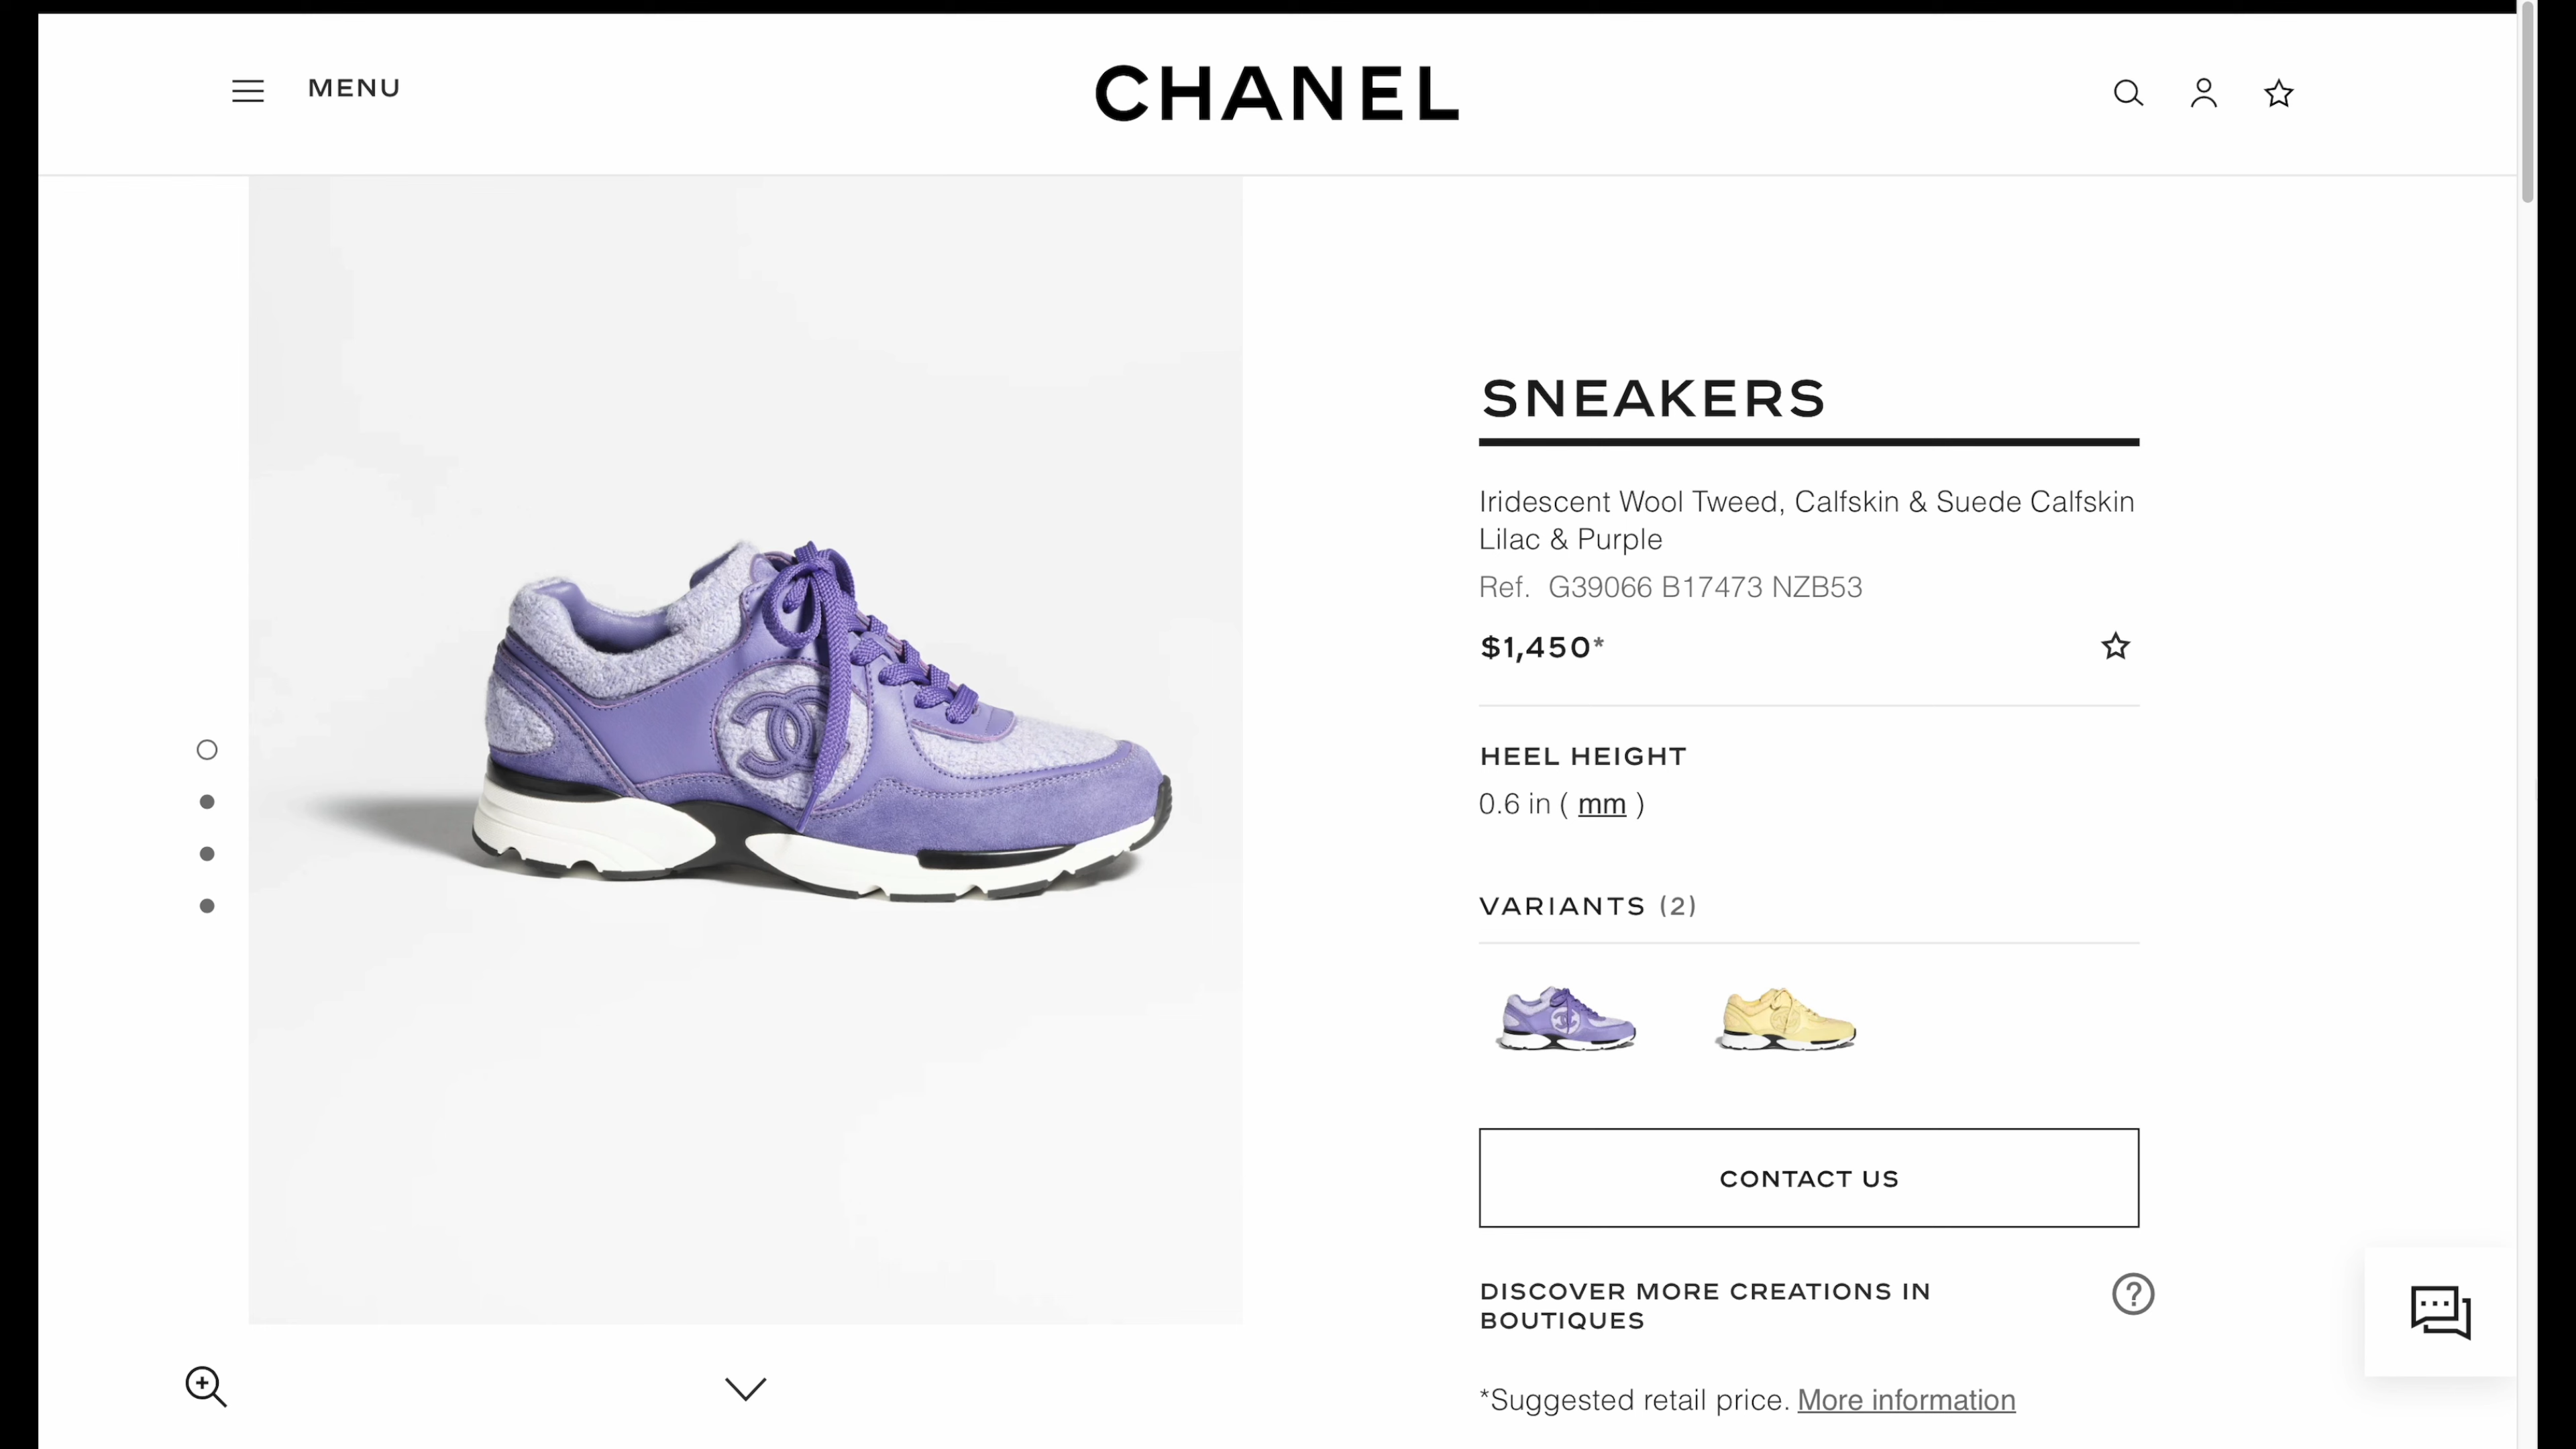 MENU
CHANEL
SNEAKERS
Iridescent Wool Tweed, Calfskin & Suede Calfskin
Lilac & Purple
Ref. G39066 B17473 NZB53
$1,450*
HEEL HEIGHT
0.6 in ( mm )
VARIANTS (2)
CONTACT US
DISCOVER MORE CREATIONS IN
BOUTIQUES
*Suggested retail price. More information